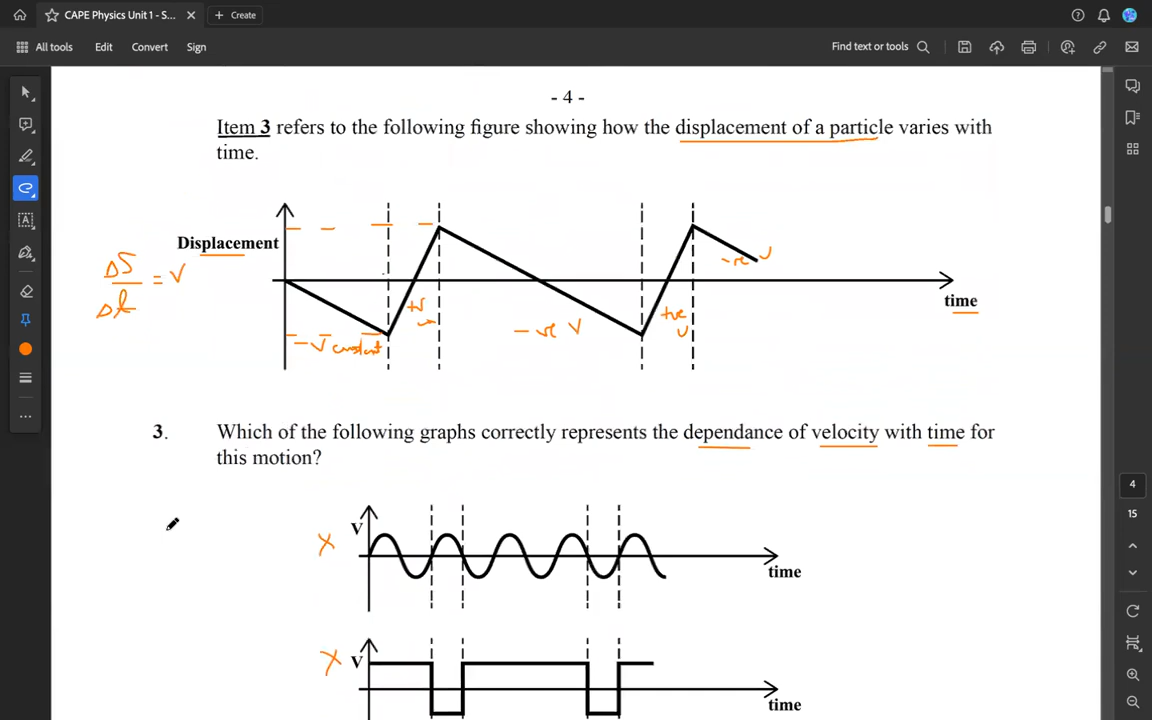 CAPE Physics Unit 1 - S...
+ Create
All tools
Edit
Convert
Sign
Find text or tools
- 4 -
Item 3 refers to the following figure showing how the displacement of a particle varies with
time.
Displacement
ΔS
Δt
= V
- V constant
- ve V
+ve
V
- ve V
time
3. Which of the following graphs correctly represents the dependance of velocity with time for
this motion?
X
V
time
X
V
time
4
15